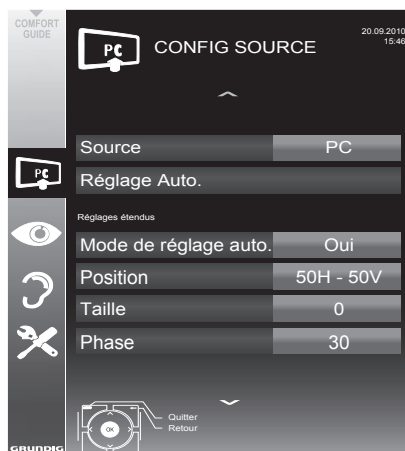 COMFORT
GUIDE
PC CONFIG SOURCE
20.09.2010
15:46
Source PC
Réglage Auto.
PC
Réglages étendus
Mode de réglage auto. Oui
Position 50H - 50V
Taille 0
Phase 30
Quitter
OK
Retour
GRUNDIG